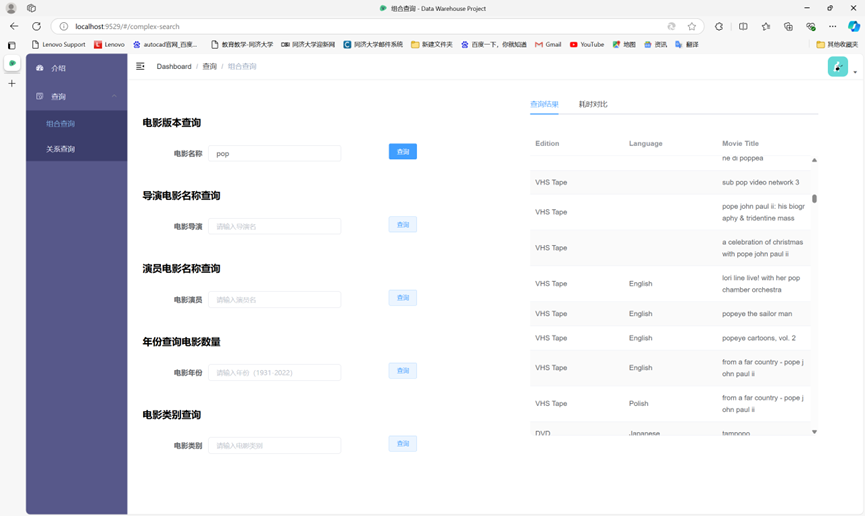 组合查询 - Data Warehouse Project
localhost:9529/#/complex-search
Lenovo Support
Lenovo
autocad官网_百度...
教育教学-同济大学
同济大学迎新网
同济大学邮件系统
新建文件夹
百度一下，你就知道
Gmail
YouTube
地图
资讯
翻译
其他收藏夹
介绍
查询
组合查询
关系查询
Dashboard / 查询 / 组合查询
电影版本查询
电影名称 pop 查询
导演电影名称查询
电影导演 请输入导演名 查询
演员电影名称查询
电影演员 请输入演员名 查询
年份查询电影数量
电影年份 请输入年份（1931-2022） 查询
电影类别查询
电影类别 请输入电影类别 查询
查询结果 耗时对比
Edition Language Movie Title
ne di poppea
VHS Tape sub pop video network 3
VHS Tape pope john paul ii: his biogr
aphy & tridentine mass
VHS Tape a celebration of christmas
with pope john paul ii
VHS Tape English lori line live! with her pop
chamber orchestra
VHS Tape English popeye the sailor man
VHS Tape English popeye cartoons, vol. 2
VHS Tape English from a far country - pope j
ohn paul ii
VHS Tape Polish from a far country - pope j
ohn paul ii
DVD Japanese tampopo